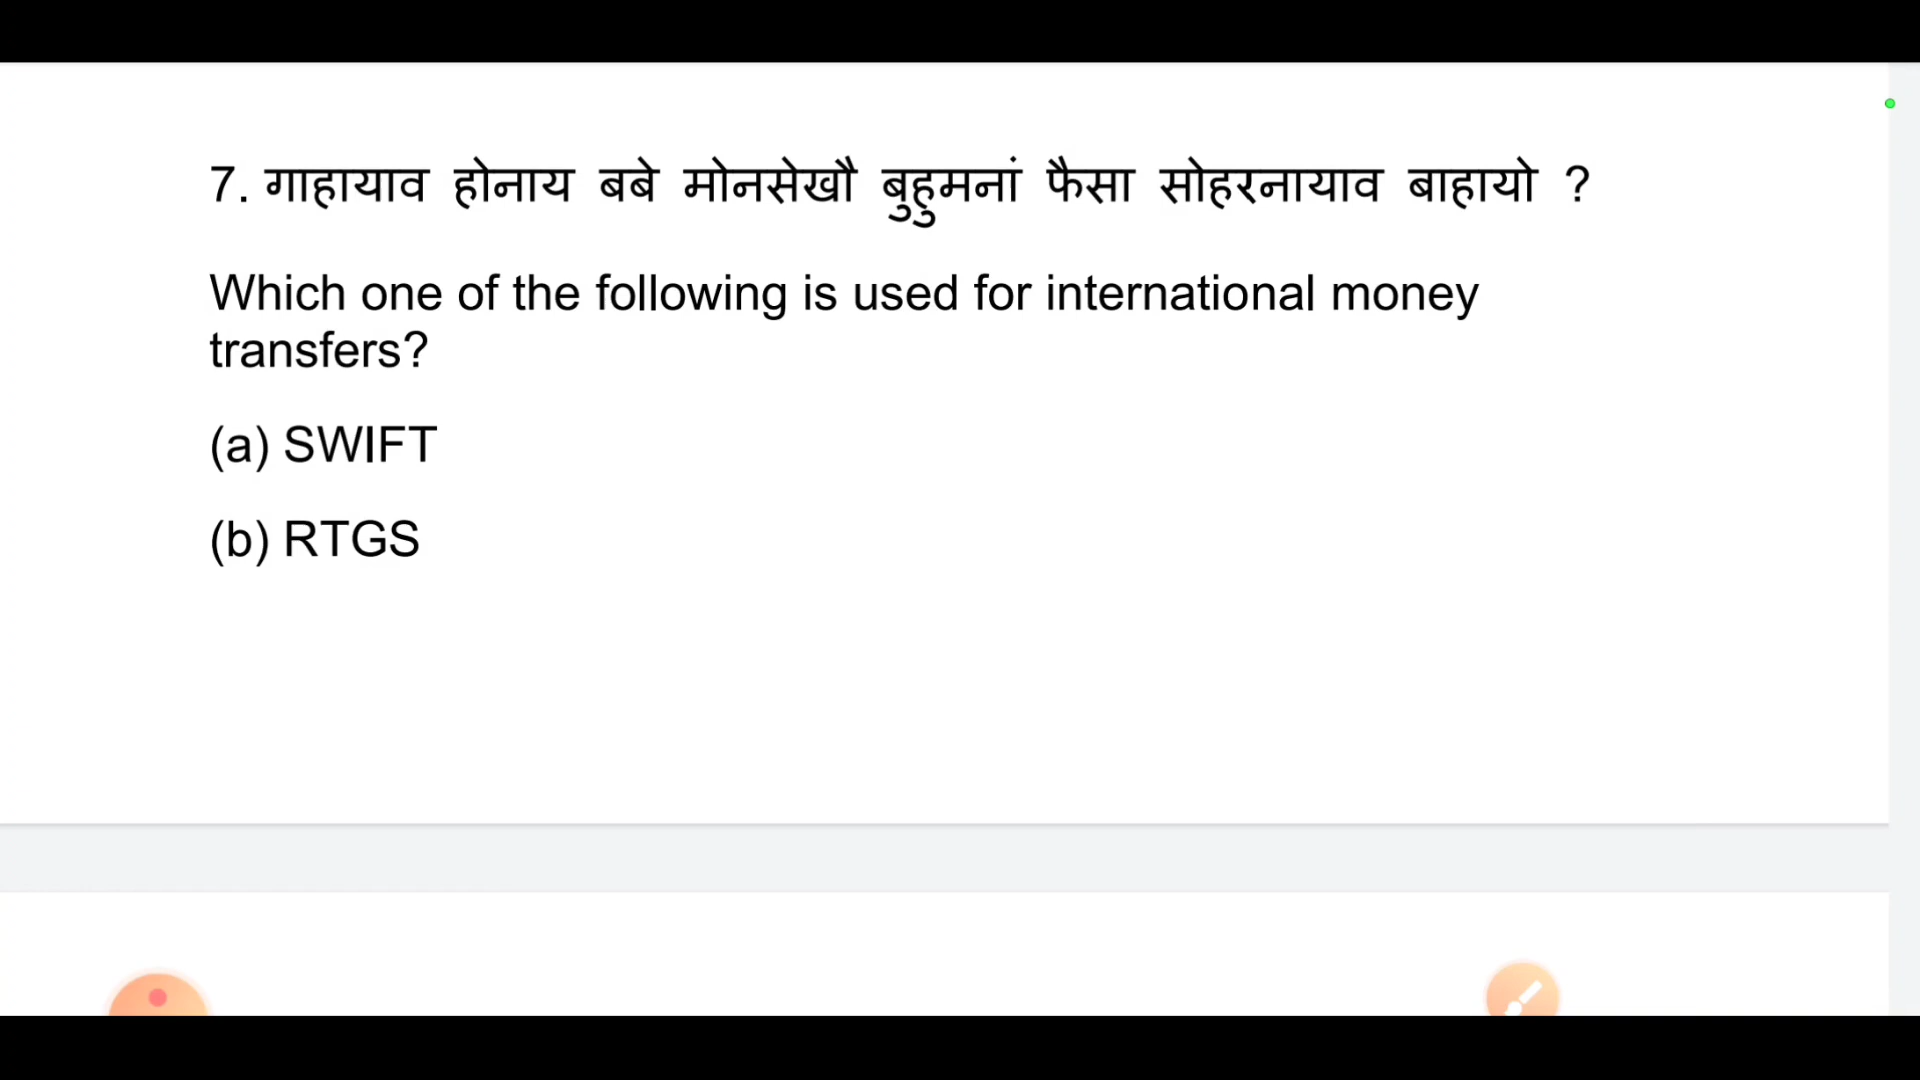 7. गाहायाव होनाय बबे मोनसेखौ बुहुमनां फैसा सोहरनायाव बाहायो ?
Which one of the following is used for international money
transfers?
(a) SWIFT
(b) RTGS